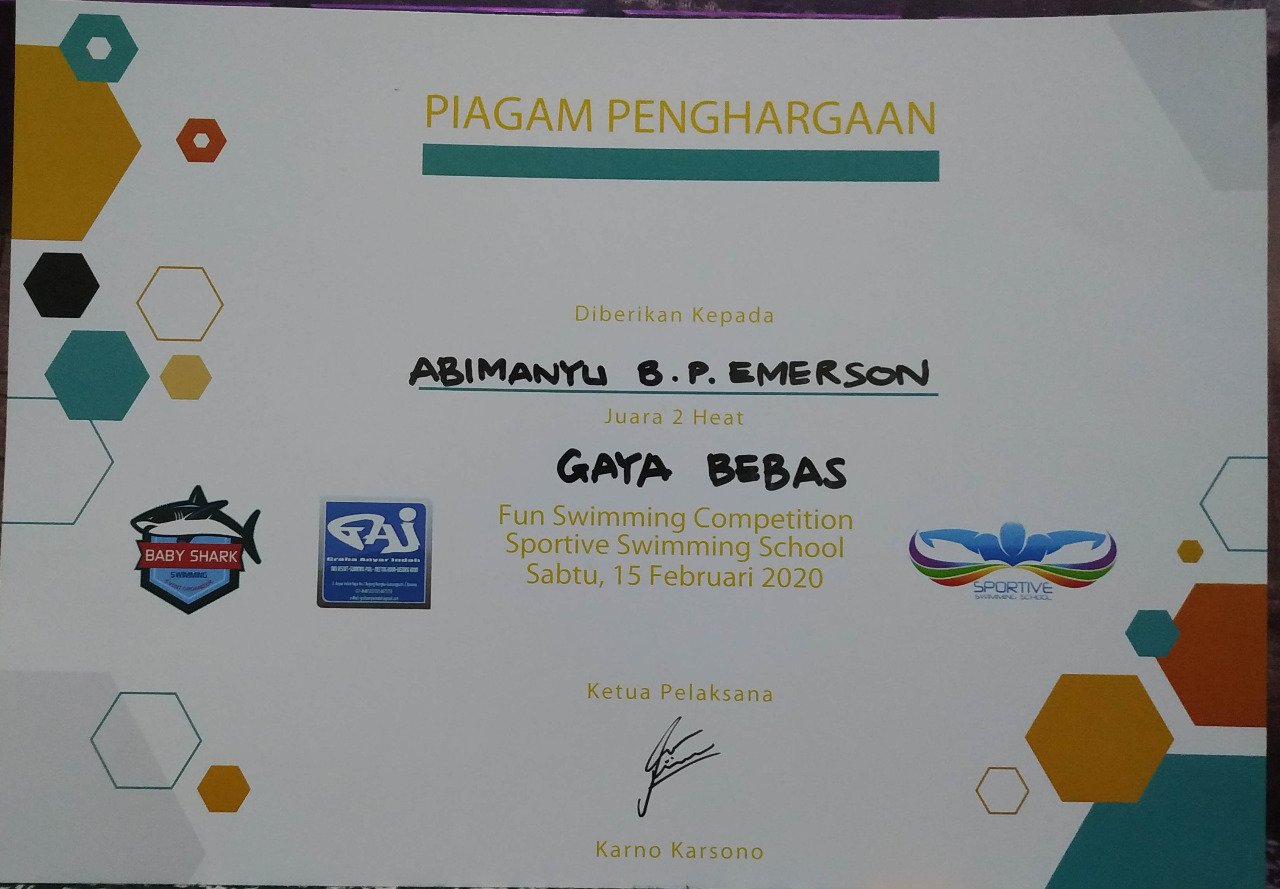 PIAGAM PENGHARGAAN
Diberikan Kepada
ABIMANYU B.P. EMERSON
Juara 2 Heat
GAYA BEBAS
Fun Swimming Competition
Sportive Swimming School
Sabtu, 15 Februari 2020
BABY SHARK
SWIMMING
GAI
Graha Anyar Indah
SPORTIVE
SWIMMING SCHOOL
Ketua Pelaksana
Karno Karsono